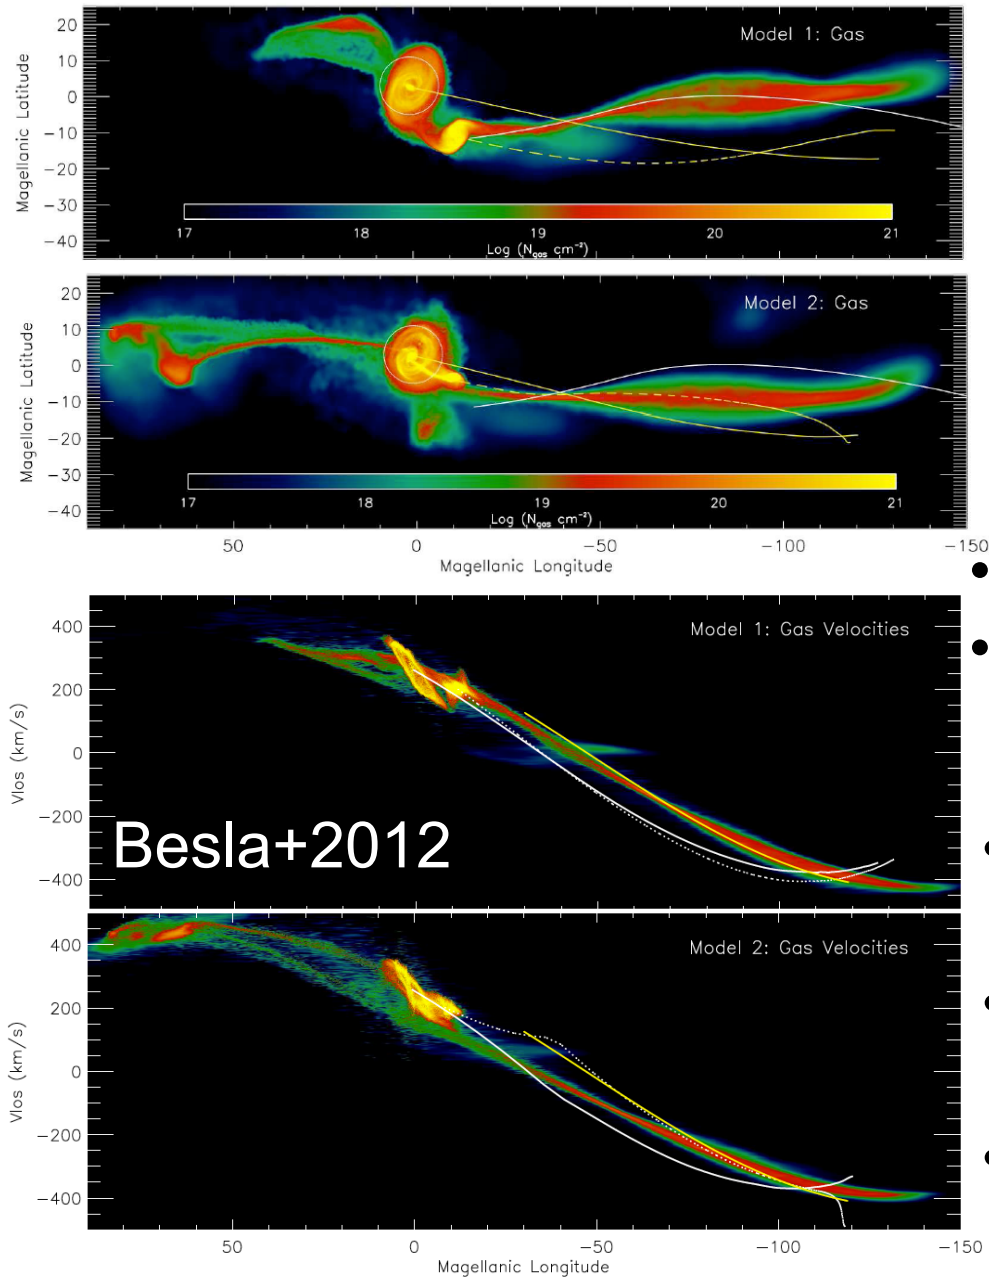 Model 1: Gas
Magellanic Latitude
20
10
0
−10
−20
−30
−40
17 18 19 20 21
Log (Ngas cm⁻²)
Model 2: Gas
Magellanic Latitude
20
10
0
−10
−20
−30
−40
17 18 19 20 21
Log (Ngas cm⁻²)
50 0 −50 −100 −150
Magellanic Longitude
Model 1: Gas Velocities
Vlos (km/s)
400
200
0
−200
−400
Besla+2012
Model 2: Gas Velocities
Vlos (km/s)
400
200
0
−200
−400
50 0 −50 −100 −150
Magellanic Longitude